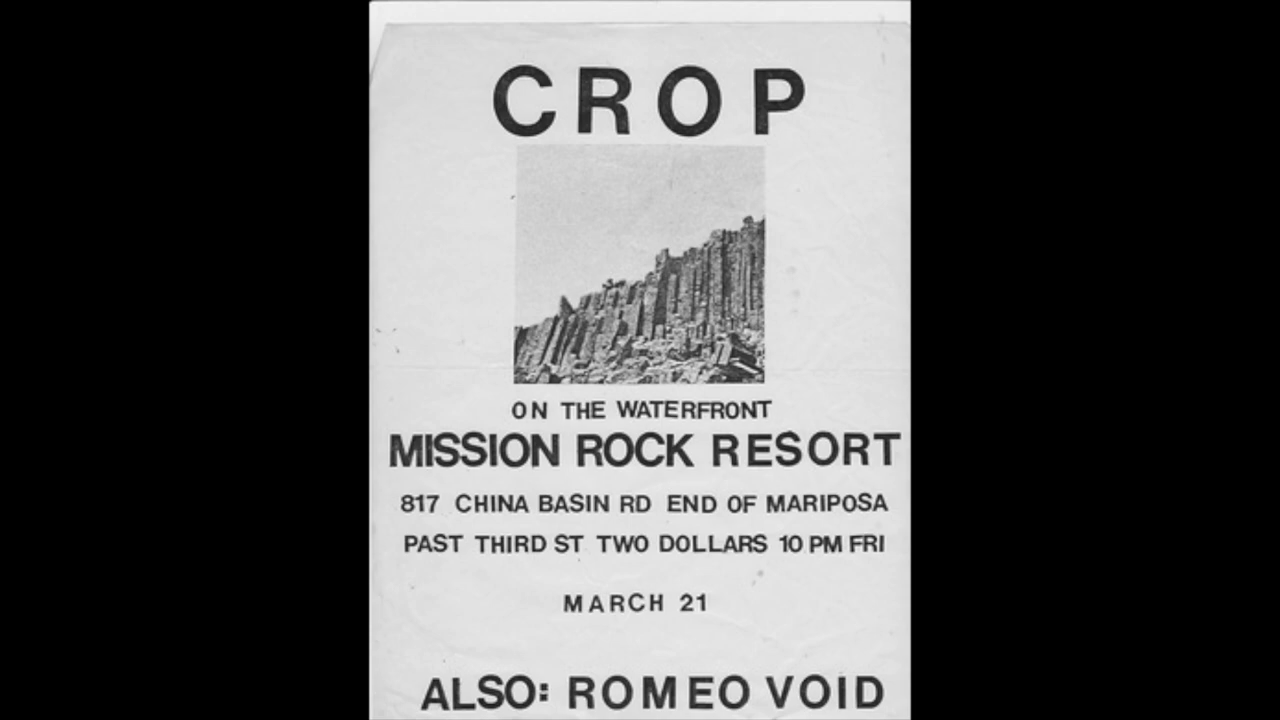 CROP
ON THE WATERFRONT
MISSION ROCK RESORT
817 CHINA BASIN RD END OF MARIPOSA
PAST THIRD ST TWO DOLLARS 10 PM FRI
MARCH 21
ALSO: ROMEO VOID